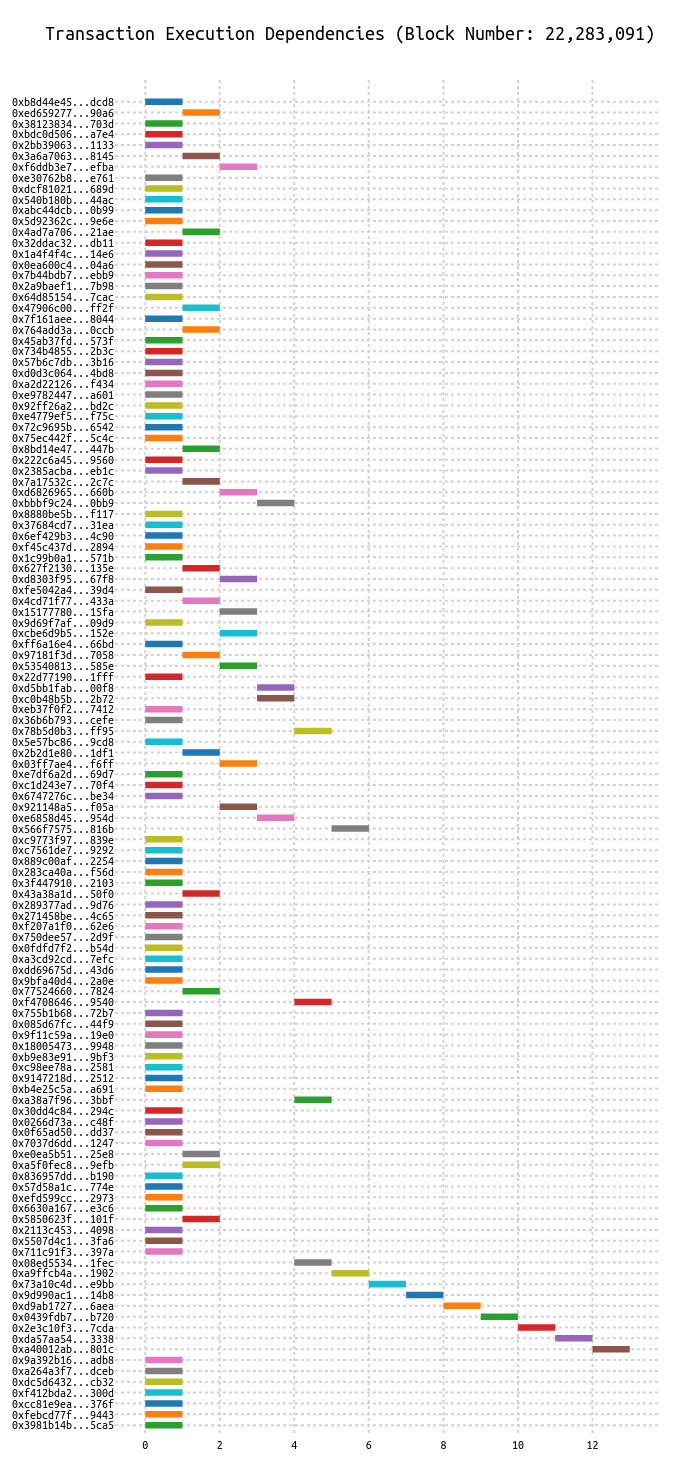 Transaction Execution Dependencies (Block Number: 22,283,091)
0xb8d44e45...dcd8
0xed659277...90a6
0x38123834...703d
0xbdc0d506...a7e4
0x2bb39063...1133
0x3a6a7063...8145
0xf6ddb3e7...efba
0xe30762b8...e761
0xdcf81021...689d
0x540b180b...44ac
0xabc44dcb...0b99
0x5d92362c...9e6e
0x4ad7a706...21ae
0x32ddac32...db11
0x1a4f4f4c...14e6
0x0ea600c4...04a6
0x7b44bdb7...ebb9
0x2a9baef1...7b98
0x64d85154...7cac
0x47906c00...ff2f
0x7f161aee...8044
0x764add3a...0ccb
0x45ab37fd...573f
0x734b4855...2b3c
0x57b6c7db...3b16
0xd0d3c064...4bd8
0xa2d22126...f434
0xe9782447...a601
0x92ff26a2...bd2c
0xe4779ef5...f75c
0x72c9695b...6542
0x75ec442f...5c4c
0x8bd14e47...447b
0x222c6a45...9560
0x2385acba...eb1c
0x7a17532c...2c7c
0xd6826965...660b
0xbbbf9c24...0bb9
0x8880be5b...f117
0x37684cd7...31ea
0x6ef429b3...4c90
0xf45c437d...2894
0x1c99b0a1...571b
0x627f2130...135e
0xd8303f95...67f8
0xfe5042a4...39d4
0x4cd71f77...433a
0x15177780...15fa
0x9d69f7af...09d9
0xcbe6d9b5...152e
0xff6a16e4...66bd
0x97181f3d...7058
0x53540813...585e
0x22d77190...1fff
0xd5bb1fab...00f8
0xc0b48b5b...2b72
0xeb37f0f2...7412
0x36b6b793...cefe
0x78b5d0b3...ff95
0x5e57bc86...9cd8
0x2b2d1e80...1df1
0x03ff7ae4...f6ff
0xe7df6a2d...69d7
0xc1d243e7...70f4
0x6747276c...be34
0x921148a5...f05a
0xe6858d45...954d
0x566f7575...816b
0xc9773f97...839e
0xc7561de7...9292
0x889c00af...2254
0x283ca40a...f56d
0x3f447910...2103
0x43a38a1d...50f0
0x289377ad...9d76
0x271458be...4c65
0xf207a1f0...62e6
0x750dee57...2d9f
0x0fdfd7f2...b54d
0xa3cd92cd...7efc
0xdd69675d...43d6
0x9bfa40d4...2a0e
0x77524660...7824
0xf4708646...9540
0x755b1b68...72b7
0x085d67fc...44f9
0x9f11c59a...19e0
0x18005473...9948
0xb9e83e91...9bf3
0xc98ee78a...2581
0x9147218d...2512
0xb4e25c5a...a691
0xa38a7f96...3bbf
0x30dd4c84...294c
0x0266d73a...c48f
0x0f65ad50...dd37
0x7037d6dd...1247
0xe0ea5b51...25e8
0xa5f0fec8...9efb
0x836957dd...b190
0x57d58a1c...774e
0xefd599cc...2973
0x6630a167...e3c6
0x5850623f...101f
0x2113c453...4098
0x5507d4c1...3fa6
0x711c91f3...397a
0x08ed5534...1fec
0xa9ffcb4a...1902
0x73a10c4d...e9bb
0x9d990ac1...14b8
0xd9ab1727...6aea
0x0439fdb7...b720
0x2e3c10f3...7cda
0xda57aa54...3338
0xa40012ab...801c
0x9a392b16...adb8
0xa264a3f7...dceb
0xdc5d6432...cb32
0xf412bda2...300d
0xcc81e9ea...376f
0xfebcd77f...9443
0x3981b14b...5ca5
0 2 4 6 8 10 12